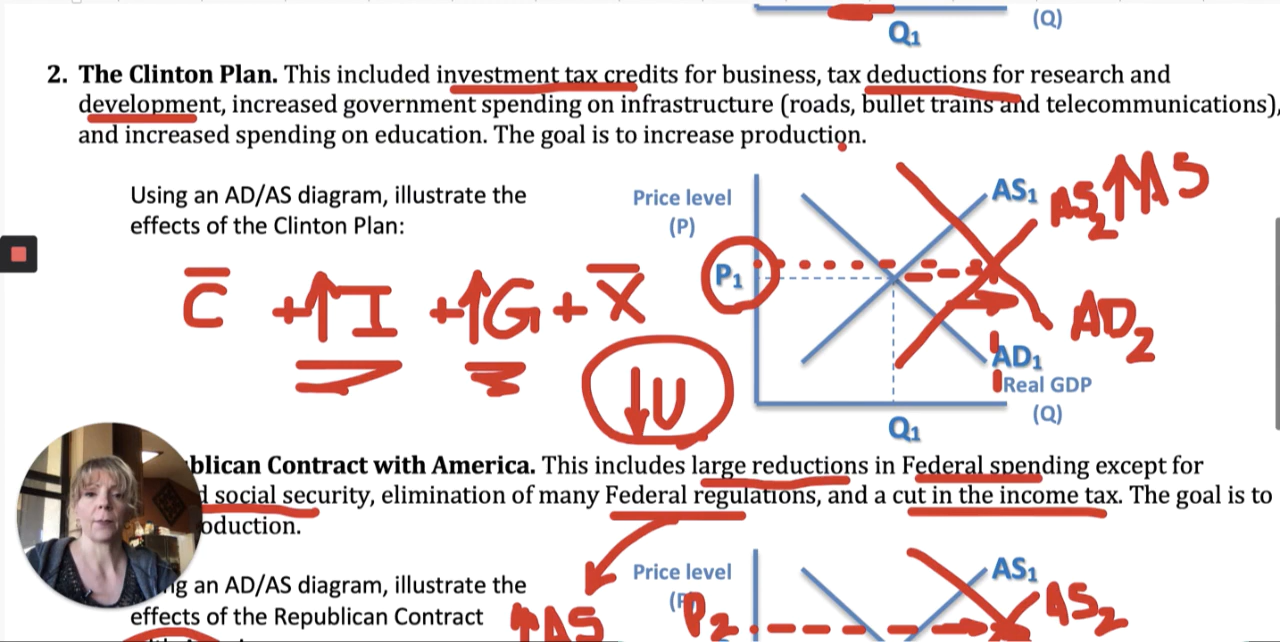 (Q)
Q1
2. The Clinton Plan. This included investment tax credits for business, tax deductions for research and
development, increased government spending on infrastructure (roads, bullet trains and telecommunications),
and increased spending on education. The goal is to increase production.
Using an AD/AS diagram, illustrate the
effects of the Clinton Plan:
Price level
(P)
AS1
AS2 ↑AS
P1
C +↑I +↑G + X
AD2
↓U
AD1
Real GDP
(Q)
Q1
blican Contract with America. This includes large reductions in Federal spending except for
d social security, elimination of many Federal regulations, and a cut in the income tax. The goal is to
oduction.
g an AD/AS diagram, illustrate the
effects of the Republican Contract
↑AS
Price level
P2
AS1
AS2